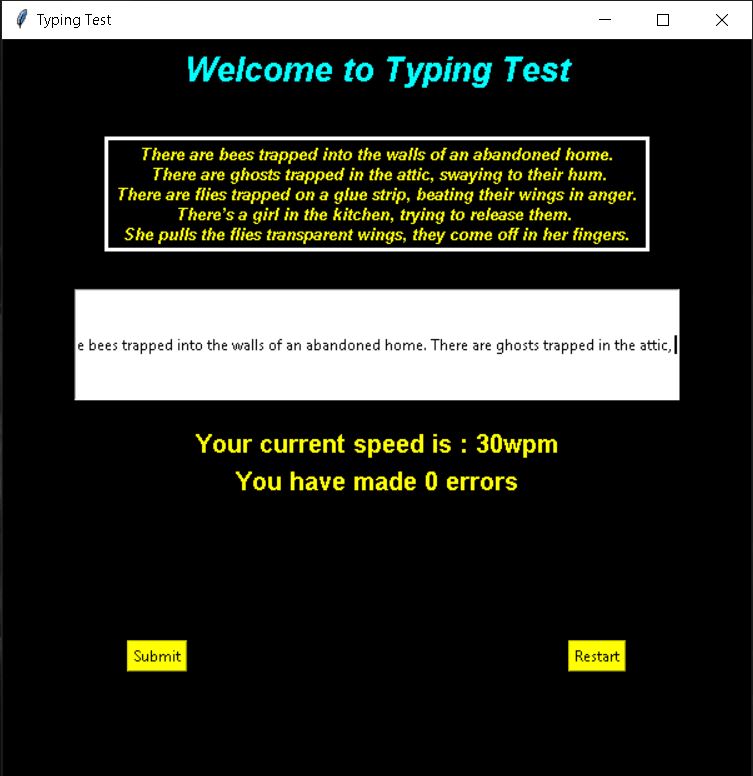 Typing Test
Welcome to Typing Test
There are bees trapped into the walls of an abandoned home.
There are ghosts trapped in the attic, swaying to their hum.
There are flies trapped on a glue strip, beating their wings in anger.
There's a girl in the kitchen, trying to release them.
She pulls the flies transparent wings, they come off in her fingers.
e bees trapped into the walls of an abandoned home. There are ghosts trapped in the attic,
Your current speed is : 30wpm
You have made 0 errors
Submit
Restart